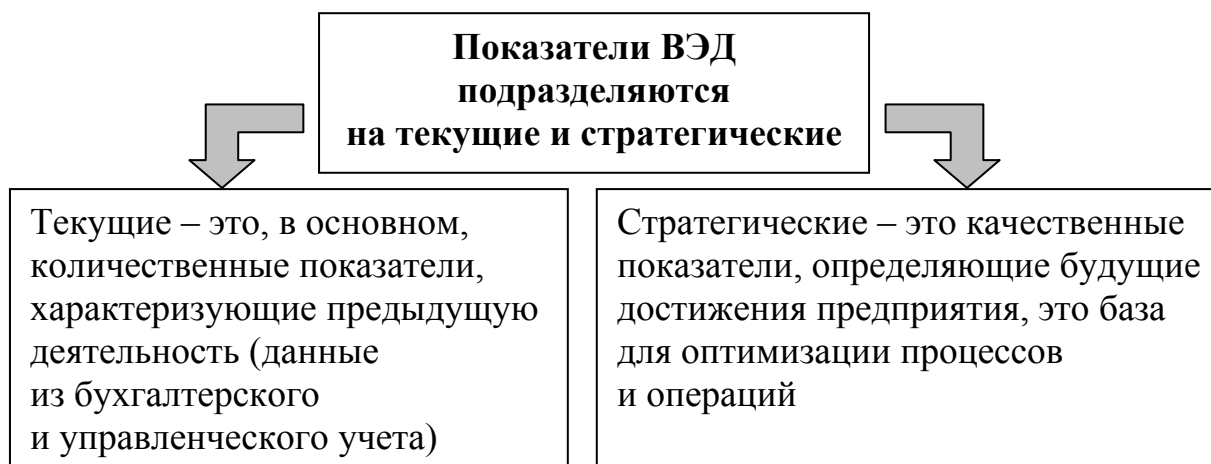 Показатели ВЭД
подразделяются
на текущие и стратегические
Текущие – это, в основном,
количественные показатели,
характеризующие предыдущую
деятельность (данные
из бухгалтерского
и управленческого учета)
Стратегические – это качественные
показатели, определяющие будущие
достижения предприятия, это база
для оптимизации процессов
и операций